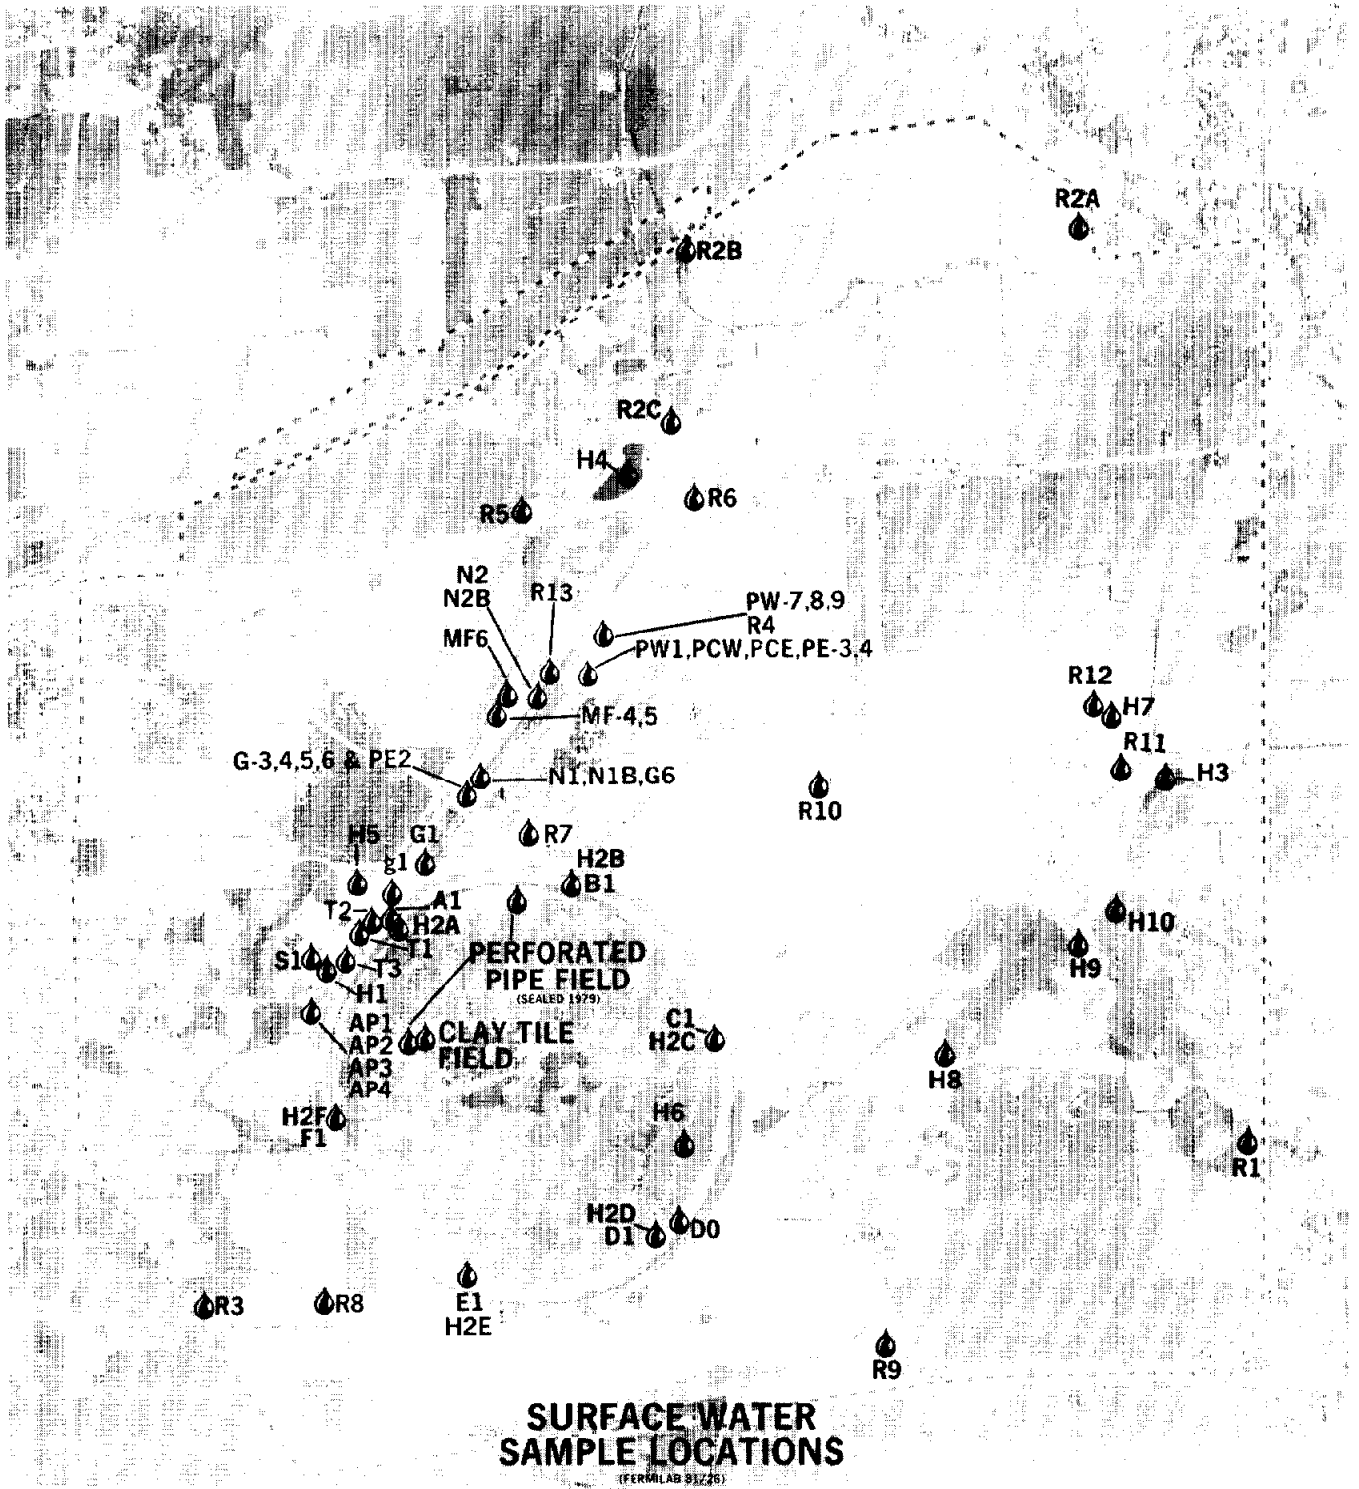 R2A
R2B
R2C
H4
R6
R5
N2
N2B
R13
PW-7,8,9
R4
MF6
PW1,PCW,PCE,PE-3,4
R12
H7
MF-4,5
R11
G-3,4,5,6 & PE2
N1,N1B,G6
H3
R10
H5
G1
R7
g1
H2B
B1
T2
A1
H2A
H10
T1
S1
T3
PERFORATED
PIPE FIELD
(SEALED 1979)
H9
H1
AP1
AP2
AP3
AP4
CLAY TILE
FIELD
C1
H2C
H8
H2F
F1
H6
R1
H2D
D1
D0
E1
H2E
R3
R8
R9
SURFACE WATER
SAMPLE LOCATIONS
(FERMILAB 81-726)